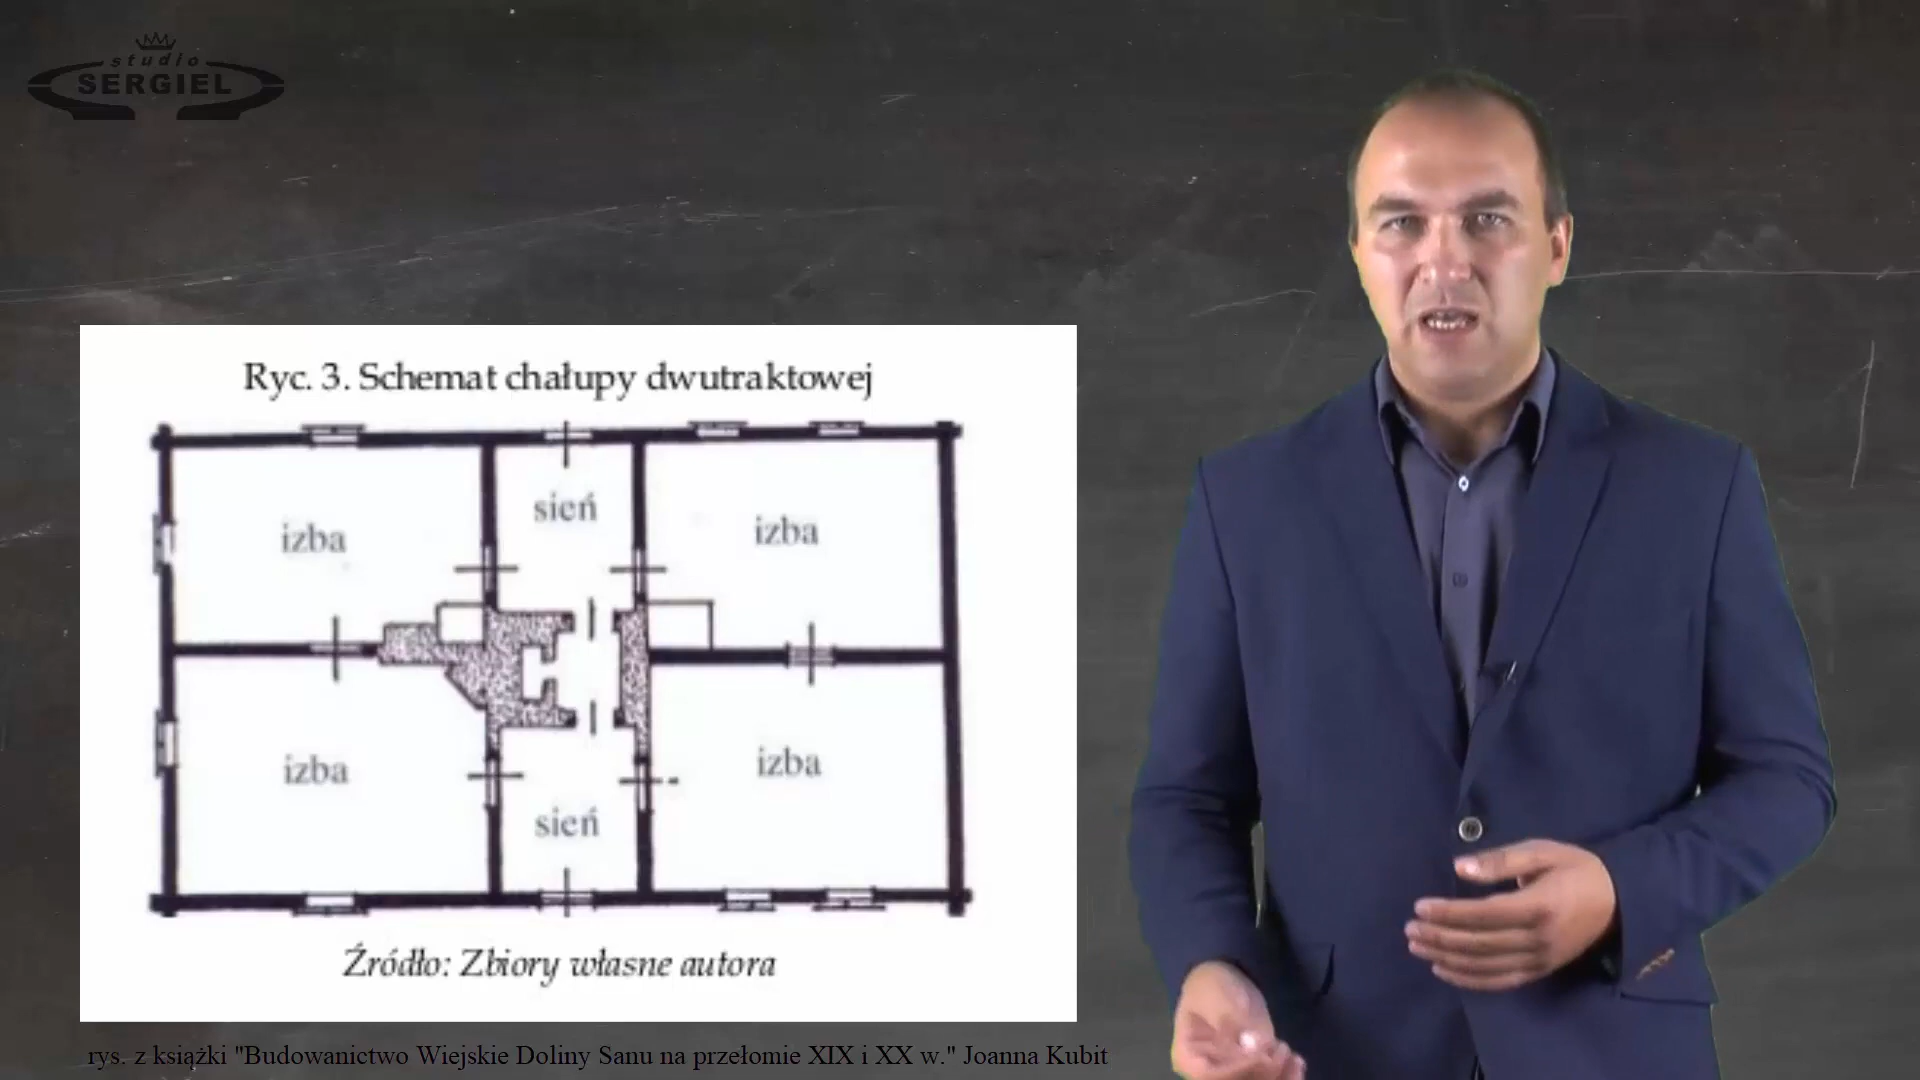 studio
SERGIEL
Ryc. 3. Schemat chałupy dwutraktowej
sień
izba
izba
izba
izba
sień
Źródło: Zbiory własne autora
rys. z książki "Budowanictwo Wiejskie Doliny Sanu na przełomie XIX i XX w." Joanna Kubit